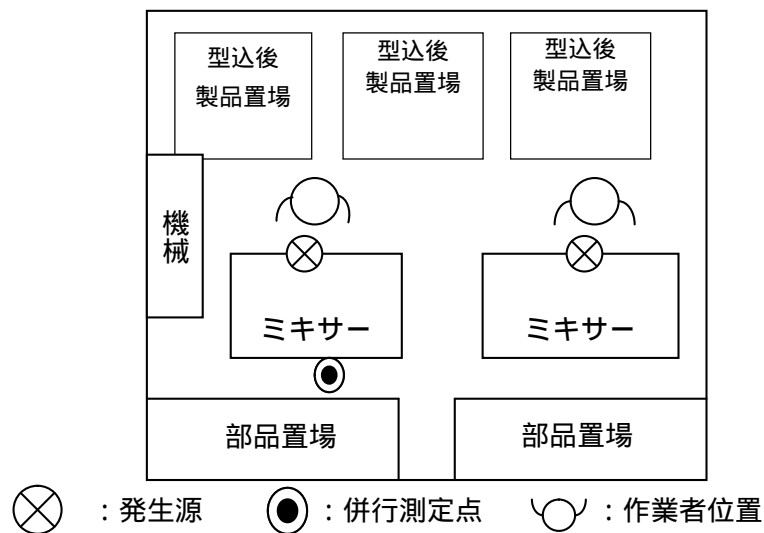 型込後
製品置場
型込後
製品置場
型込後
製品置場
機械
ミキサー
ミキサー
部品置場
部品置場
：発生源
：併行測定点
：作業者位置